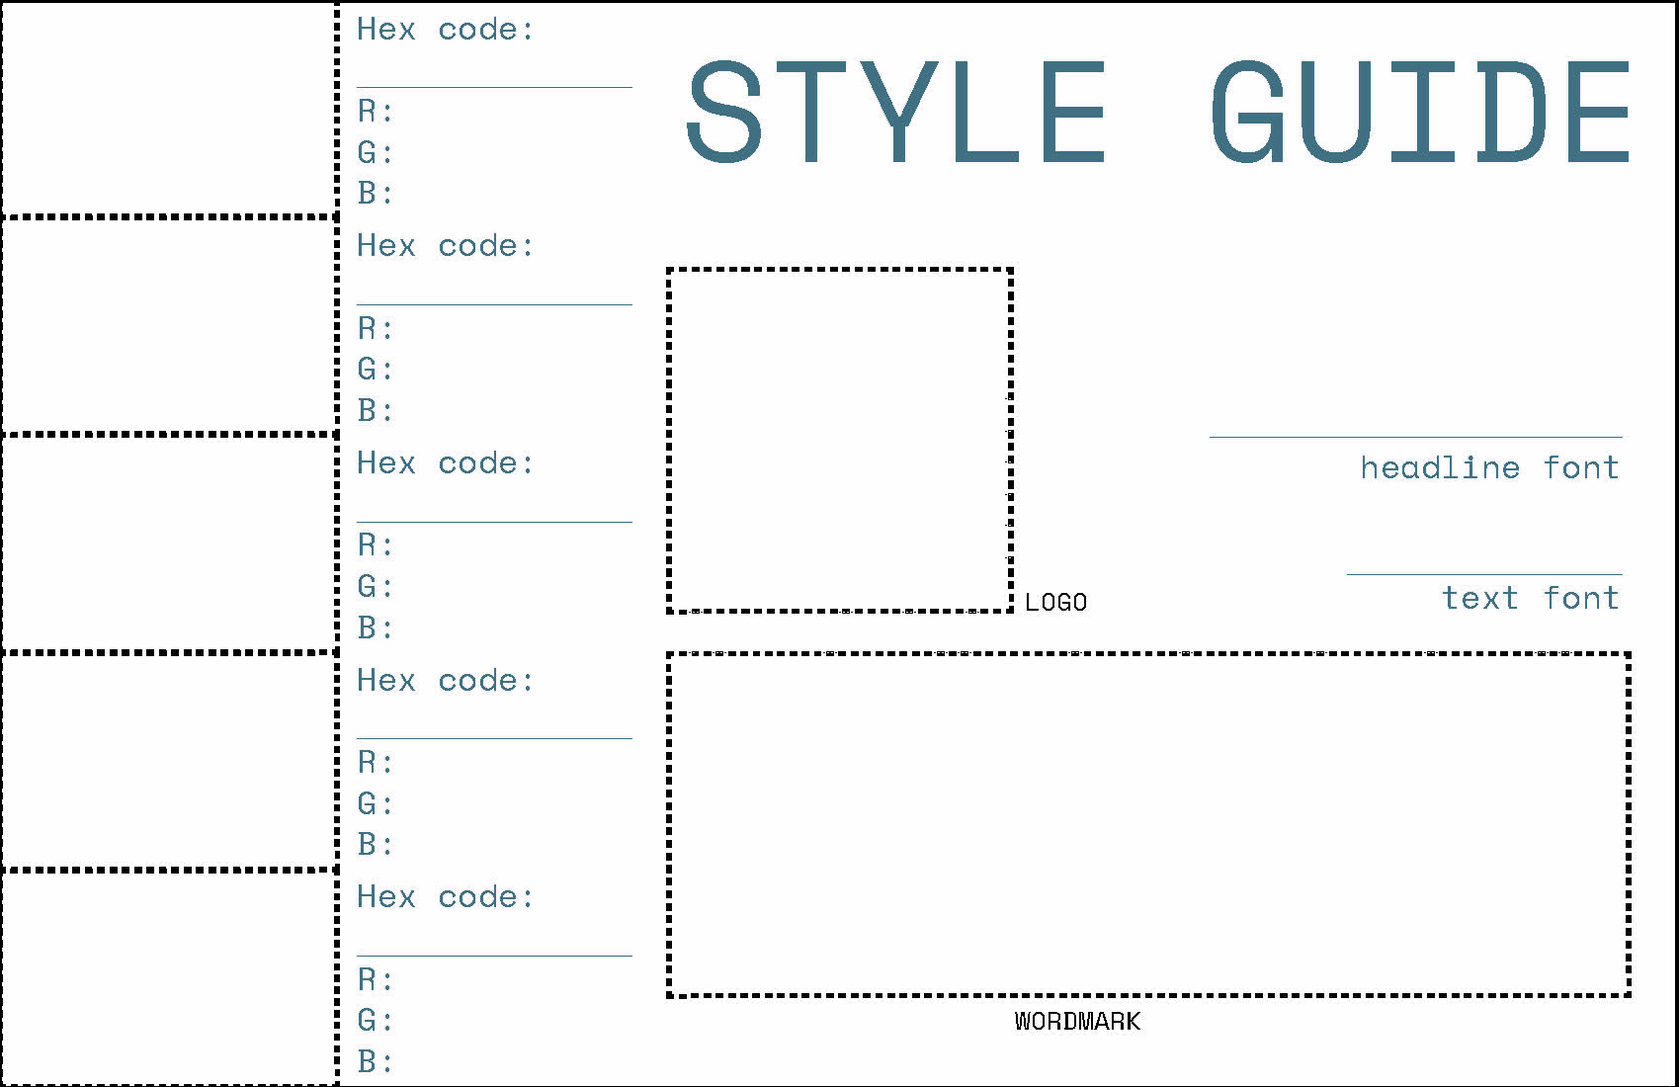 Hex code:
R:
G:
B:
Hex code:
R:
G:
B:
Hex code:
R:
G:
B:
Hex code:
R:
G:
B:
Hex code:
R:
G:
B:
STYLE GUIDE
headline font
text font
LOGO
WORDMARK